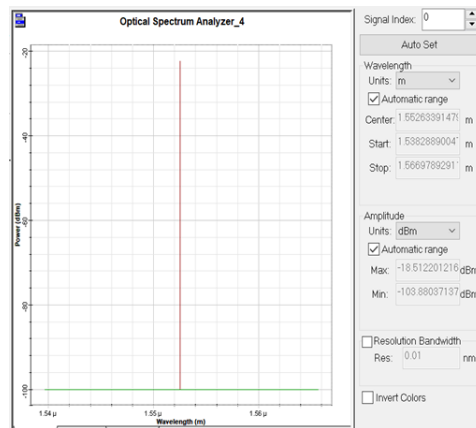 Optical Spectrum Analyzer_4
Power (dBm)
-20
-40
-60
-80
-100
1.54 µ
1.55 µ
1.56 µ
Wavelength (m)
Signal Index: 0
Auto Set
Wavelength
Units: m
Automatic range
Center: 1.5526339147 m
Start: 1.5382889004 m
Stop: 1.5669789291 m
Amplitude
Units: dBm
Automatic range
Max: -18.512201216 dBm
Min: -103.88037137 dBm
Resolution Bandwidth
Res: 0.01 nm
Invert Colors